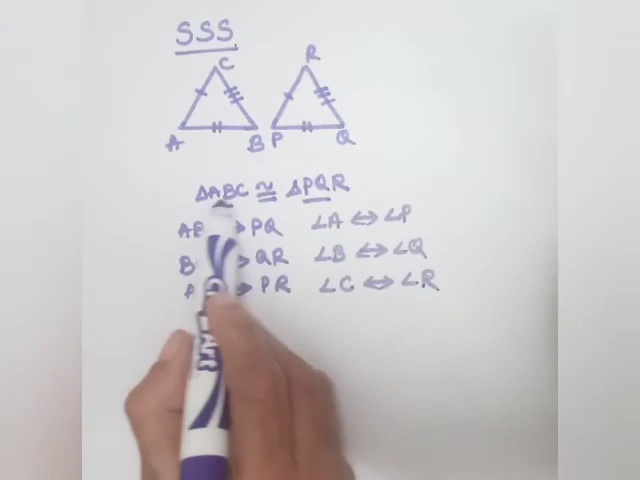 SSS
C R
A B P Q
ΔABC ≅ ΔPQR
PQ ∠A ⇔ ∠P
B QR ∠B ⇔ ∠Q
PR ∠C ⇔ ∠R